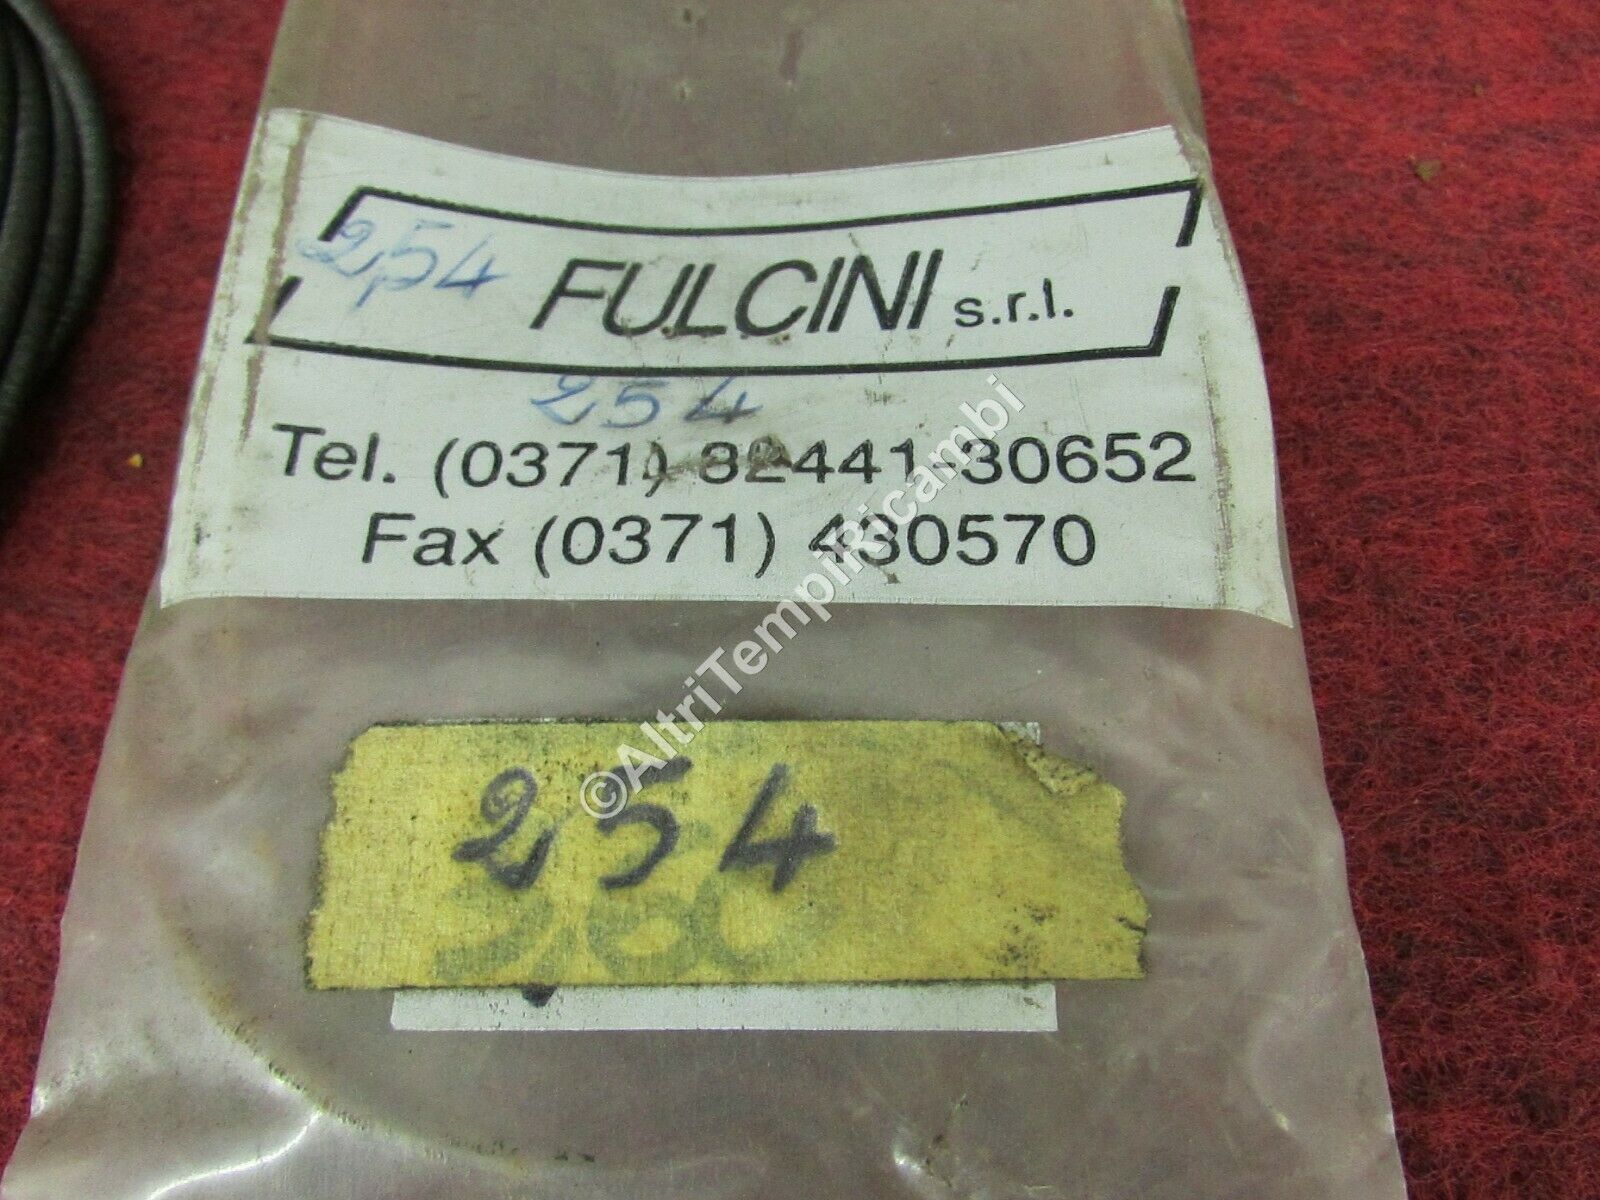 254
FULCINI s.r.l.
254
Tel. (0371) 82441-30652
Fax (0371) 430570
©AltriTempiRicambi
254